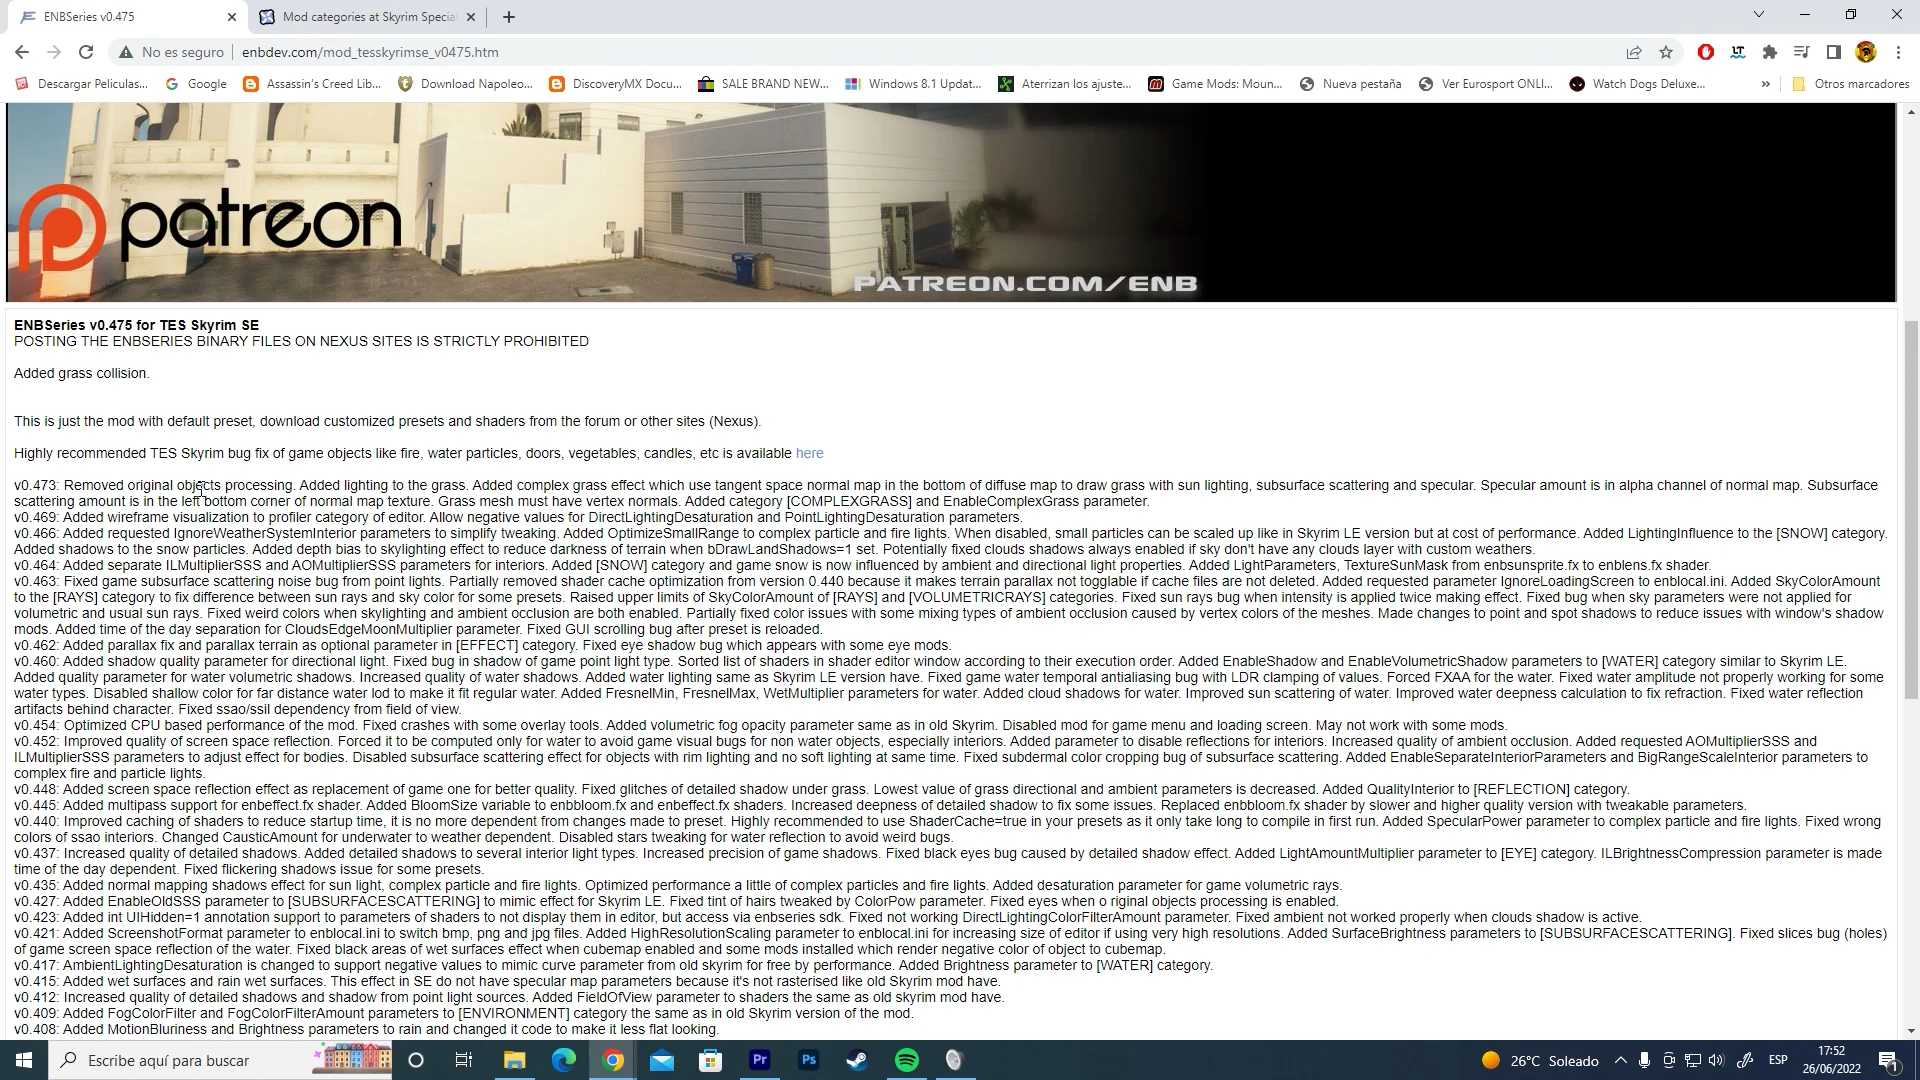 ENBSeries v0.475
Mod categories at Skyrim Specia
No es seguro
enbdev.com/mod_tesskyrimse_v0475.htm
Descargar Peliculas...
Google
Assassin's Creed Lib...
Download Napoleo...
DiscoveryMX Docu...
SALE BRAND NEW...
Windows 8.1 Updat...
Aterrizan los ajuste...
Game Mods: Moun...
Nueva pestaña
Ver Eurosport ONLI...
Watch Dogs Deluxe...
»
Otros marcadores
patreon
PATREON.COM/ENB
ENBSeries v0.475 for TES Skyrim SE
POSTING THE ENBSERIES BINARY FILES ON NEXUS SITES IS STRICTLY PROHIBITED
Added grass collision.
This is just the mod with default preset, download customized presets and shaders from the forum or other sites (Nexus).
Highly recommended TES Skyrim bug fix of game objects like fire, water particles, doors, vegetables, candles, etc is available here
v0.473: Removed original objects processing. Added lighting to the grass. Added complex grass effect which use tangent space normal map in the bottom of diffuse map to draw grass with sun lighting, subsurface scattering and specular. Specular amount is in alpha channel of normal map. Subsurface
scattering amount is in the left bottom corner of normal map texture. Grass mesh must have vertex normals. Added category [COMPLEXGRASS] and EnableComplexGrass parameter.
v0.469: Added wireframe visualization to profiler category of editor. Allow negative values for DirectLightingDesaturation and PointLightingDesaturation parameters.
v0.466: Added requested IgnoreWeatherSystemInterior parameters to simplify tweaking. Added OptimizeSmallRange to complex particle and fire lights. When disabled, small particles can be scaled up like in Skyrim LE version but at cost of performance. Added LightingInfluence to the [SNOW] category.
Added shadows to the snow particles. Added depth bias to skylighting effect to reduce darkness of terrain when bDrawLandShadows=1 set. Potentially fixed clouds shadows always enabled if sky don't have any clouds layer with custom weathers.
v0.464: Added separate ILMultiplierSSS and AOMultiplierSSS parameters for interiors. Added [SNOW] category and game snow is now influenced by ambient and directional light properties. Added LightParameters, TextureSunMask from enbsunsprite.fx to enblens.fx shader.
v0.463: Fixed game subsurface scattering noise bug from point lights. Partially removed shader cache optimization from version 0.440 because it makes terrain parallax not togglable if cache files are not deleted. Added requested parameter IgnoreLoadingScreen to enblocal.ini. Added SkyColorAmount
to the [RAYS] category to fix difference between sun rays and sky color for some presets. Raised upper limits of SkyColorAmount of [RAYS] and [VOLUMETRICRAYS] categories. Fixed sun rays bug when intensity is applied twice making effect. Fixed bug when sky parameters were not applied for
volumetric and usual sun rays. Fixed weird colors when skylighting and ambient occlusion are both enabled. Partially fixed color issues with some mixing types of ambient occlusion caused by vertex colors of the meshes. Made changes to point and spot shadows to reduce issues with window's shadow
mods. Added time of the day separation for CloudsEdgeMoonMultiplier parameter. Fixed GUI scrolling bug after preset is reloaded.
v0.462: Added parallax fix and parallax terrain as optional parameter in [EFFECT] category. Fixed eye shadow bug which appears with some eye mods.
v0.460: Added shadow quality parameter for directional light. Fixed bug in shadow of game point light type. Sorted list of shaders in shader editor window according to their execution order. Added EnableShadow and EnableVolumetricShadow parameters to [WATER] category similar to Skyrim LE.
Added quality parameter for water volumetric shadows. Increased quality of water shadows. Added water lighting same as Skyrim LE version have. Fixed game water temporal antialiasing bug with LDR clamping of values. Forced FXAA for the water. Fixed water amplitude not properly working for some
water types. Disabled shallow color for far distance water lod to make it fit regular water. Added FresnelMin, FresnelMax, WetMultiplier parameters for water. Added cloud shadows for water. Improved sun scattering of water. Improved water deepness calculation to fix refraction. Fixed water reflection
artifacts behind character. Fixed ssao/ssil dependency from field of view.
v0.454: Optimized CPU based performance of the mod. Fixed crashes with some overlay tools. Added volumetric fog opacity parameter same as in old Skyrim. Disabled mod for game menu and loading screen. May not work with some mods.
v0.452: Improved quality of screen space reflection. Forced it to be computed only for water to avoid game visual bugs for non water objects, especially interiors. Added parameter to disable reflections for interiors. Increased quality of ambient occlusion. Added requested AOMultiplierSSS and
ILMultiplierSSS parameters to adjust effect for bodies. Disabled subsurface scattering effect for objects with rim lighting and no soft lighting at same time. Fixed subdermal color cropping bug of subsurface scattering. Added EnableSeparateInteriorParameters and BigRangeScaleInterior parameters to
complex fire and particle lights.
v0.448: Added screen space reflection effect as replacement of game one for better quality. Fixed glitches of detailed shadow under grass. Lowest value of grass directional and ambient parameters is decreased. Added QualityInterior to [REFLECTION] category.
v0.445: Added multipass support for enbeffect.fx shader. Added BloomSize variable to enbbloom.fx and enbeffect.fx shaders. Increased deepness of detailed shadow to fix some issues. Replaced enbbloom.fx shader by slower and higher quality version with tweakable parameters.
v0.440: Improved caching of shaders to reduce startup time, it is no more dependent from changes made to preset. Highly recommended to use ShaderCache=true in your presets as it only take long to compile in first run. Added SpecularPower parameter to complex particle and fire lights. Fixed wrong
colors of ssao interiors. Changed CausticAmount for underwater to weather dependent. Disabled stars tweaking for water reflection to avoid weird bugs.
v0.437: Increased quality of detailed shadows. Added detailed shadows to several interior light types. Increased precision of game shadows. Fixed black eyes bug caused by detailed shadow effect. Added LightAmountMultiplier parameter to [EYE] category. ILBrightnessCompression parameter is made
time of the day dependent. Fixed flickering shadows issue for some presets.
v0.435: Added normal mapping shadows effect for sun light, complex particle and fire lights. Optimized performance a little of complex particles and fire lights. Added desaturation parameter for game volumetric rays.
v0.427: Added EnableOldSSS parameter to [SUBSURFACESCATTERING] to mimic effect for Skyrim LE. Fixed tint of hairs tweaked by ColorPow parameter. Fixed eyes when o riginal objects processing is enabled.
v0.423: Added int UIHidden=1 annotation support to parameters of shaders to not display them in editor, but access via enbseries sdk. Fixed not working DirectLightingColorFilterAmount parameter. Fixed ambient not worked properly when clouds shadow is active.
v0.421: Added ScreenshotFormat parameter to enblocal.ini to switch bmp, png and jpg files. Added HighResolutionScaling parameter to enblocal.ini for increasing size of editor if using very high resolutions. Added SurfaceBrightness parameters to [SUBSURFACESCATTERING]. Fixed slices bug (holes)
of game screen space reflection of the water. Fixed black areas of wet surfaces effect when cubemap enabled and some mods installed which render negative color of object to cubemap.
v0.417: AmbientLightingDesaturation is changed to support negative values to mimic curve parameter from old skyrim for free by performance. Added Brightness parameter to [WATER] category.
v0.415: Added wet surfaces and rain wet surfaces. This effect in SE do not have specular map parameters because it's not rasterised like old Skyrim mod have.
v0.412: Increased quality of detailed shadows and shadow from point light sources. Added FieldOfView parameter to shaders the same as old skyrim mod have.
v0.409: Added FogColorFilter and FogColorFilterAmount parameters to [ENVIRONMENT] category the same as in old Skyrim version of the mod.
v0.408: Added MotionBluriness and Brightness parameters to rain and changed it code to make it less flat looking.
Escribe aquí para buscar
Pr
Ps
26°C Soleado
ESP
17:52
26/06/2022
1